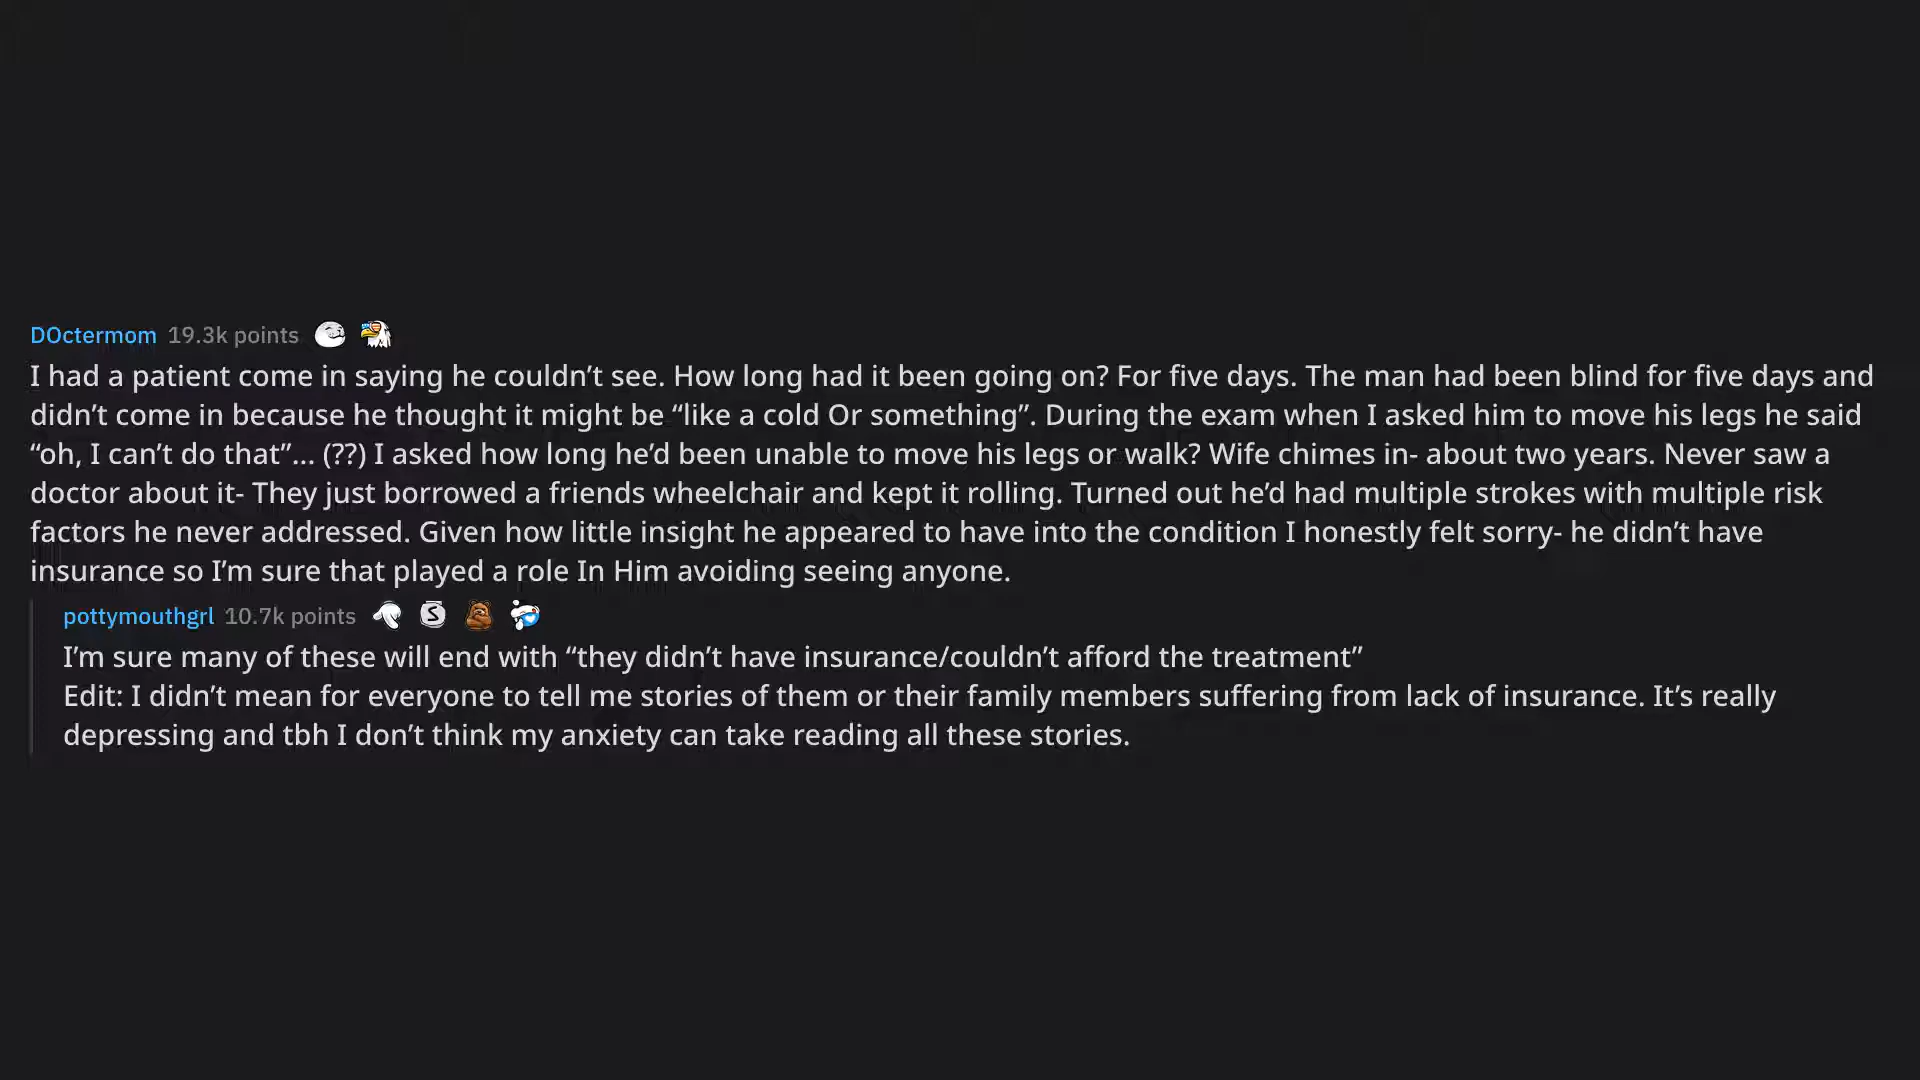 DOctermom 19.3k points
I had a patient come in saying he couldn’t see. How long had it been going on? For five days. The man had been blind for five days and
didn’t come in because he thought it might be “like a cold Or something”. During the exam when I asked him to move his legs he said
“oh, I can’t do that”... (??) I asked how long he’d been unable to move his legs or walk? Wife chimes in- about two years. Never saw a
doctor about it- They just borrowed a friends wheelchair and kept it rolling. Turned out he’d had multiple strokes with multiple risk
factors he never addressed. Given how little insight he appeared to have into the condition I honestly felt sorry- he didn’t have
insurance so I’m sure that played a role In Him avoiding seeing anyone.
pottymouthgrl 10.7k points
I’m sure many of these will end with “they didn’t have insurance/couldn’t afford the treatment”
Edit: I didn’t mean for everyone to tell me stories of them or their family members suffering from lack of insurance. It’s really
depressing and tbh I don’t think my anxiety can take reading all these stories.